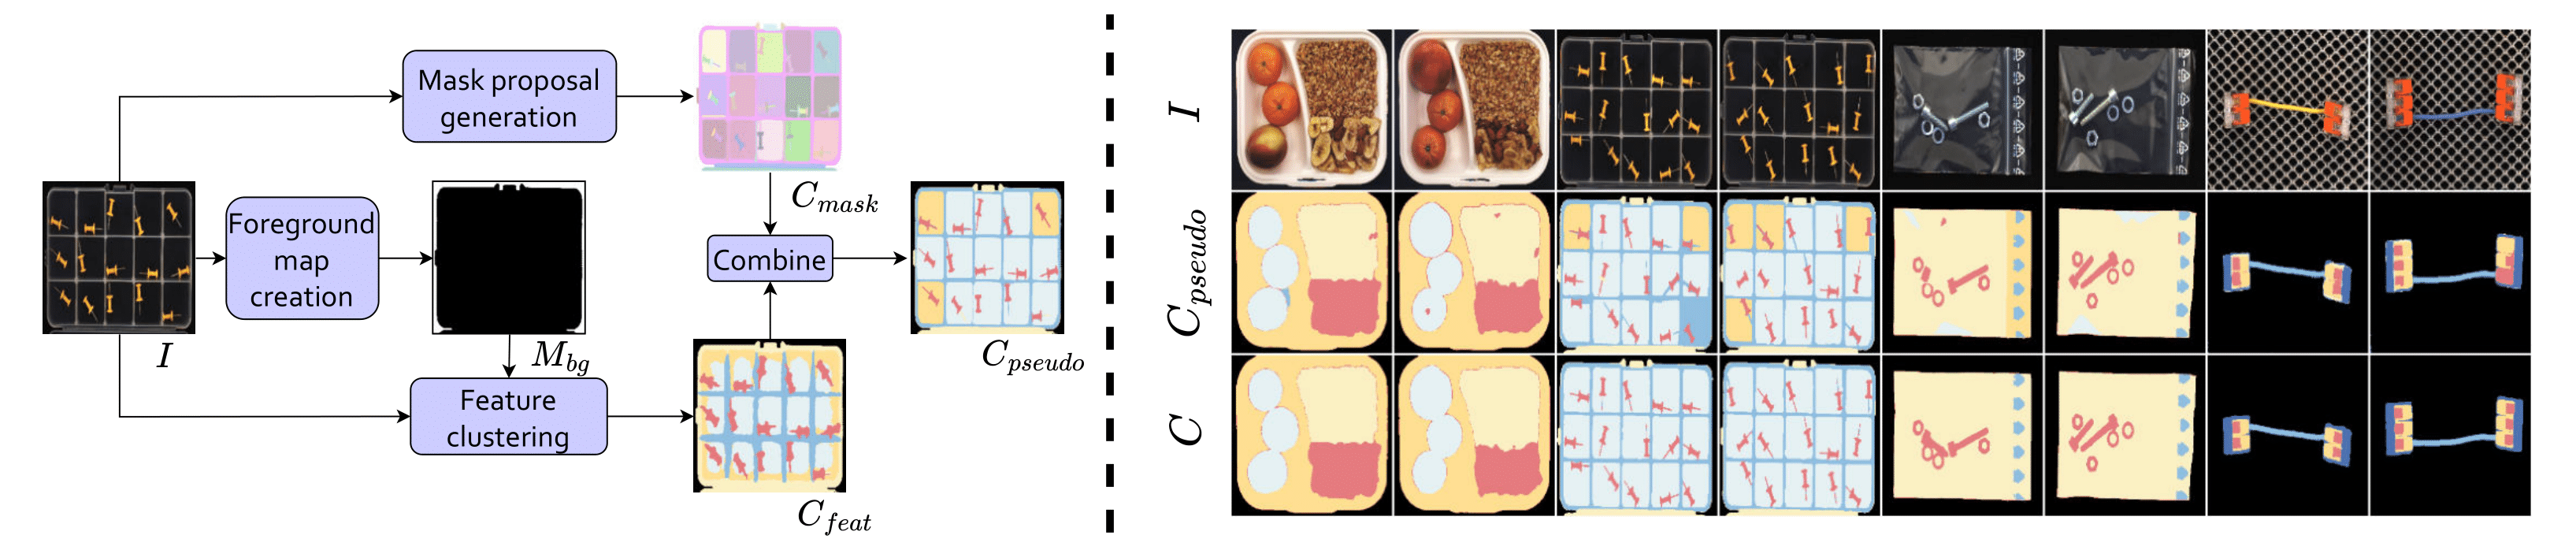 Mask proposal
generation
Foreground
map
creation
Feature
clustering
Combine
I
M_{bg}
C_{mask}
C_{feat}
C_{pseudo}
I
C_{pseudo}
C